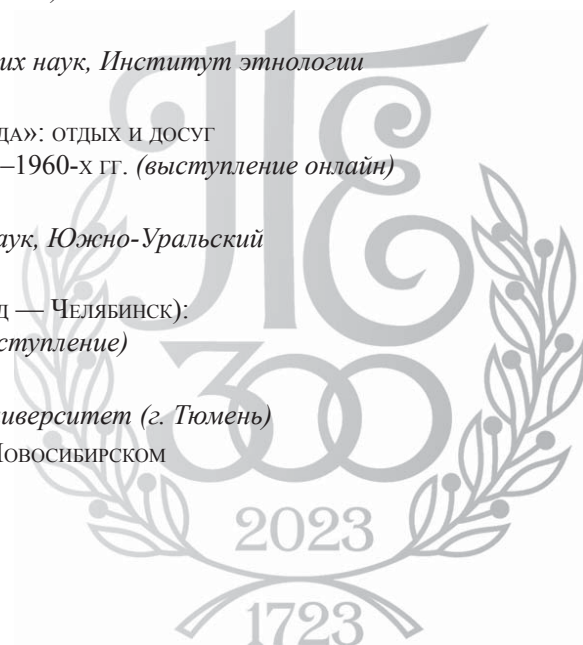 их наук, Институт этнологии
да»: отдых и досуг
–1960-х гг. (выступление онлайн)
аук, Южно-Уральский
д — Челябинск):
ступление)
иверситет (г. Тюмень)
Новосибирском
300
2023
1723